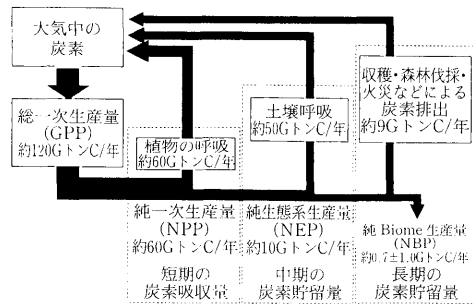 大気中の
炭素
総一次生産量
(GPP)
約120GトンC/年
植物の呼吸
約60GトンC/年
土壌呼吸
約50GトンC/年
収穫・森林伐採・
火災などによる
炭素排出
約9GトンC/年
純一次生産量
(NPP)
約60GトンC/年
短期の
炭素吸収量
純生態系生産量
(NEP)
約10GトンC/年
中期の
炭素貯留量
純Biome生産量
(NBP)
約0.7±1.0GトンC/年
長期の
炭素貯留量